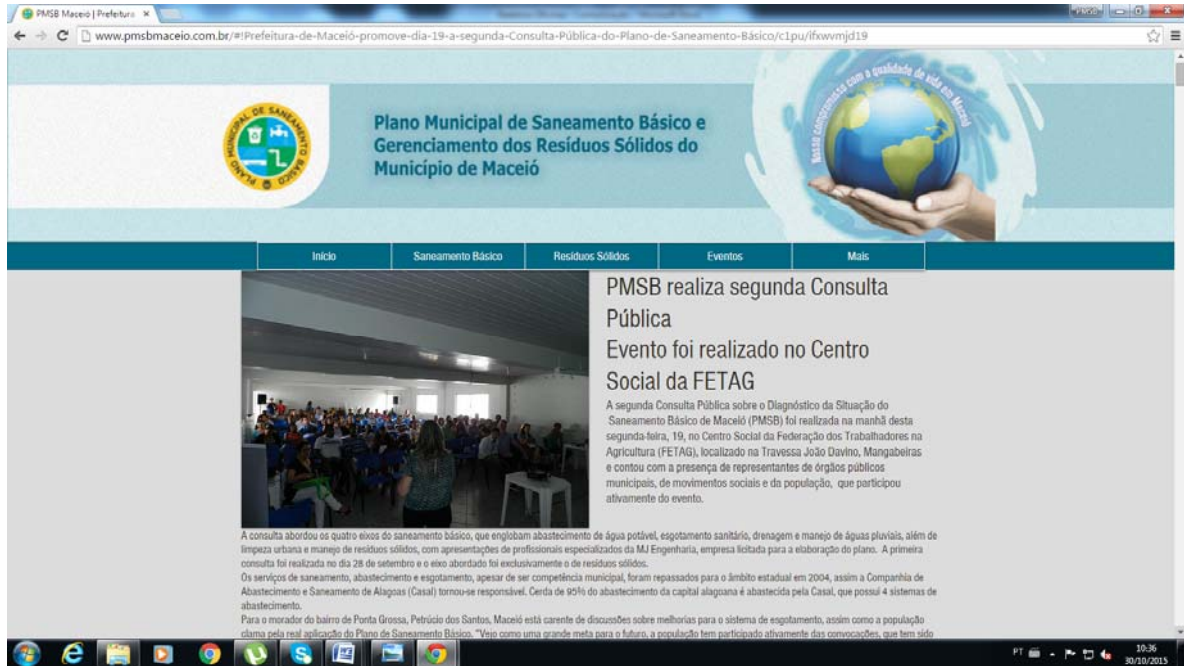 PMSB Maceió | Prefeitura
www.pmsbmaceio.com.br/#!Prefeitura-de-Maceió-promove-dia-19-a-segunda-Consulta-Pública-do-Plano-de-Saneamento-Básico/c1pu/ifxwvmjd19
PLANO MUNICIPAL DE SANEAMENTO BÁSICO
Plano Municipal de Saneamento Básico e
Gerenciamento dos Resíduos Sólidos do
Município de Maceió
Nosso compromisso com a qualidade de vida em Maceió
Início Saneamento Básico Resíduos Sólidos Eventos Mais
PMSB realiza segunda Consulta
Pública
Evento foi realizado no Centro
Social da FETAG
A segunda Consulta Pública sobre o Diagnóstico da Situação do
Saneamento Básico de Maceió (PMSB) foi realizada na manhã desta
segunda-feira, 19, no Centro Social da Federação dos Trabalhadores na
Agricultura (FETAG), localizado na Travessa João Davino, Mangabeiras
e contou com a presença de representantes de órgãos públicos
municipais, de movimentos sociais e da população, que participou
ativamente do evento.
A consulta abordou os quatro eixos do saneamento básico, que englobam abastecimento de água potável, esgotamento sanitário, drenagem e manejo de águas pluviais, além de
limpeza urbana e manejo de resíduos sólidos, com apresentações de profissionais especializados da MJ Engenharia, empresa licitada para a elaboração do plano. A primeira
consulta foi realizada no dia 28 de setembro e o eixo abordado foi exclusivamente o de resíduos sólidos.
Os serviços de saneamento, abastecimento e esgotamento, apesar de ser competência municipal, foram repassados para o âmbito estadual em 2004, assim a Companhia de
Abastecimento e Saneamento de Alagoas (Casal) tornou-se responsável. Cerda de 95% do abastecimento da capital alagoana é abastecida pela Casal, que possui 4 sistemas de
abastecimento.
Para o morador do bairro de Ponta Grossa, Petrúcio dos Santos, Maceió está carente de discussões sobre melhorias para o sistema de esgotamento, assim como a população
clama pela real aplicação do Plano de Saneamento Básico. "Vejo como uma grande meta para o futuro, a população tem participado ativamente das convocações, que tem sido
PT
10:36
30/10/2015